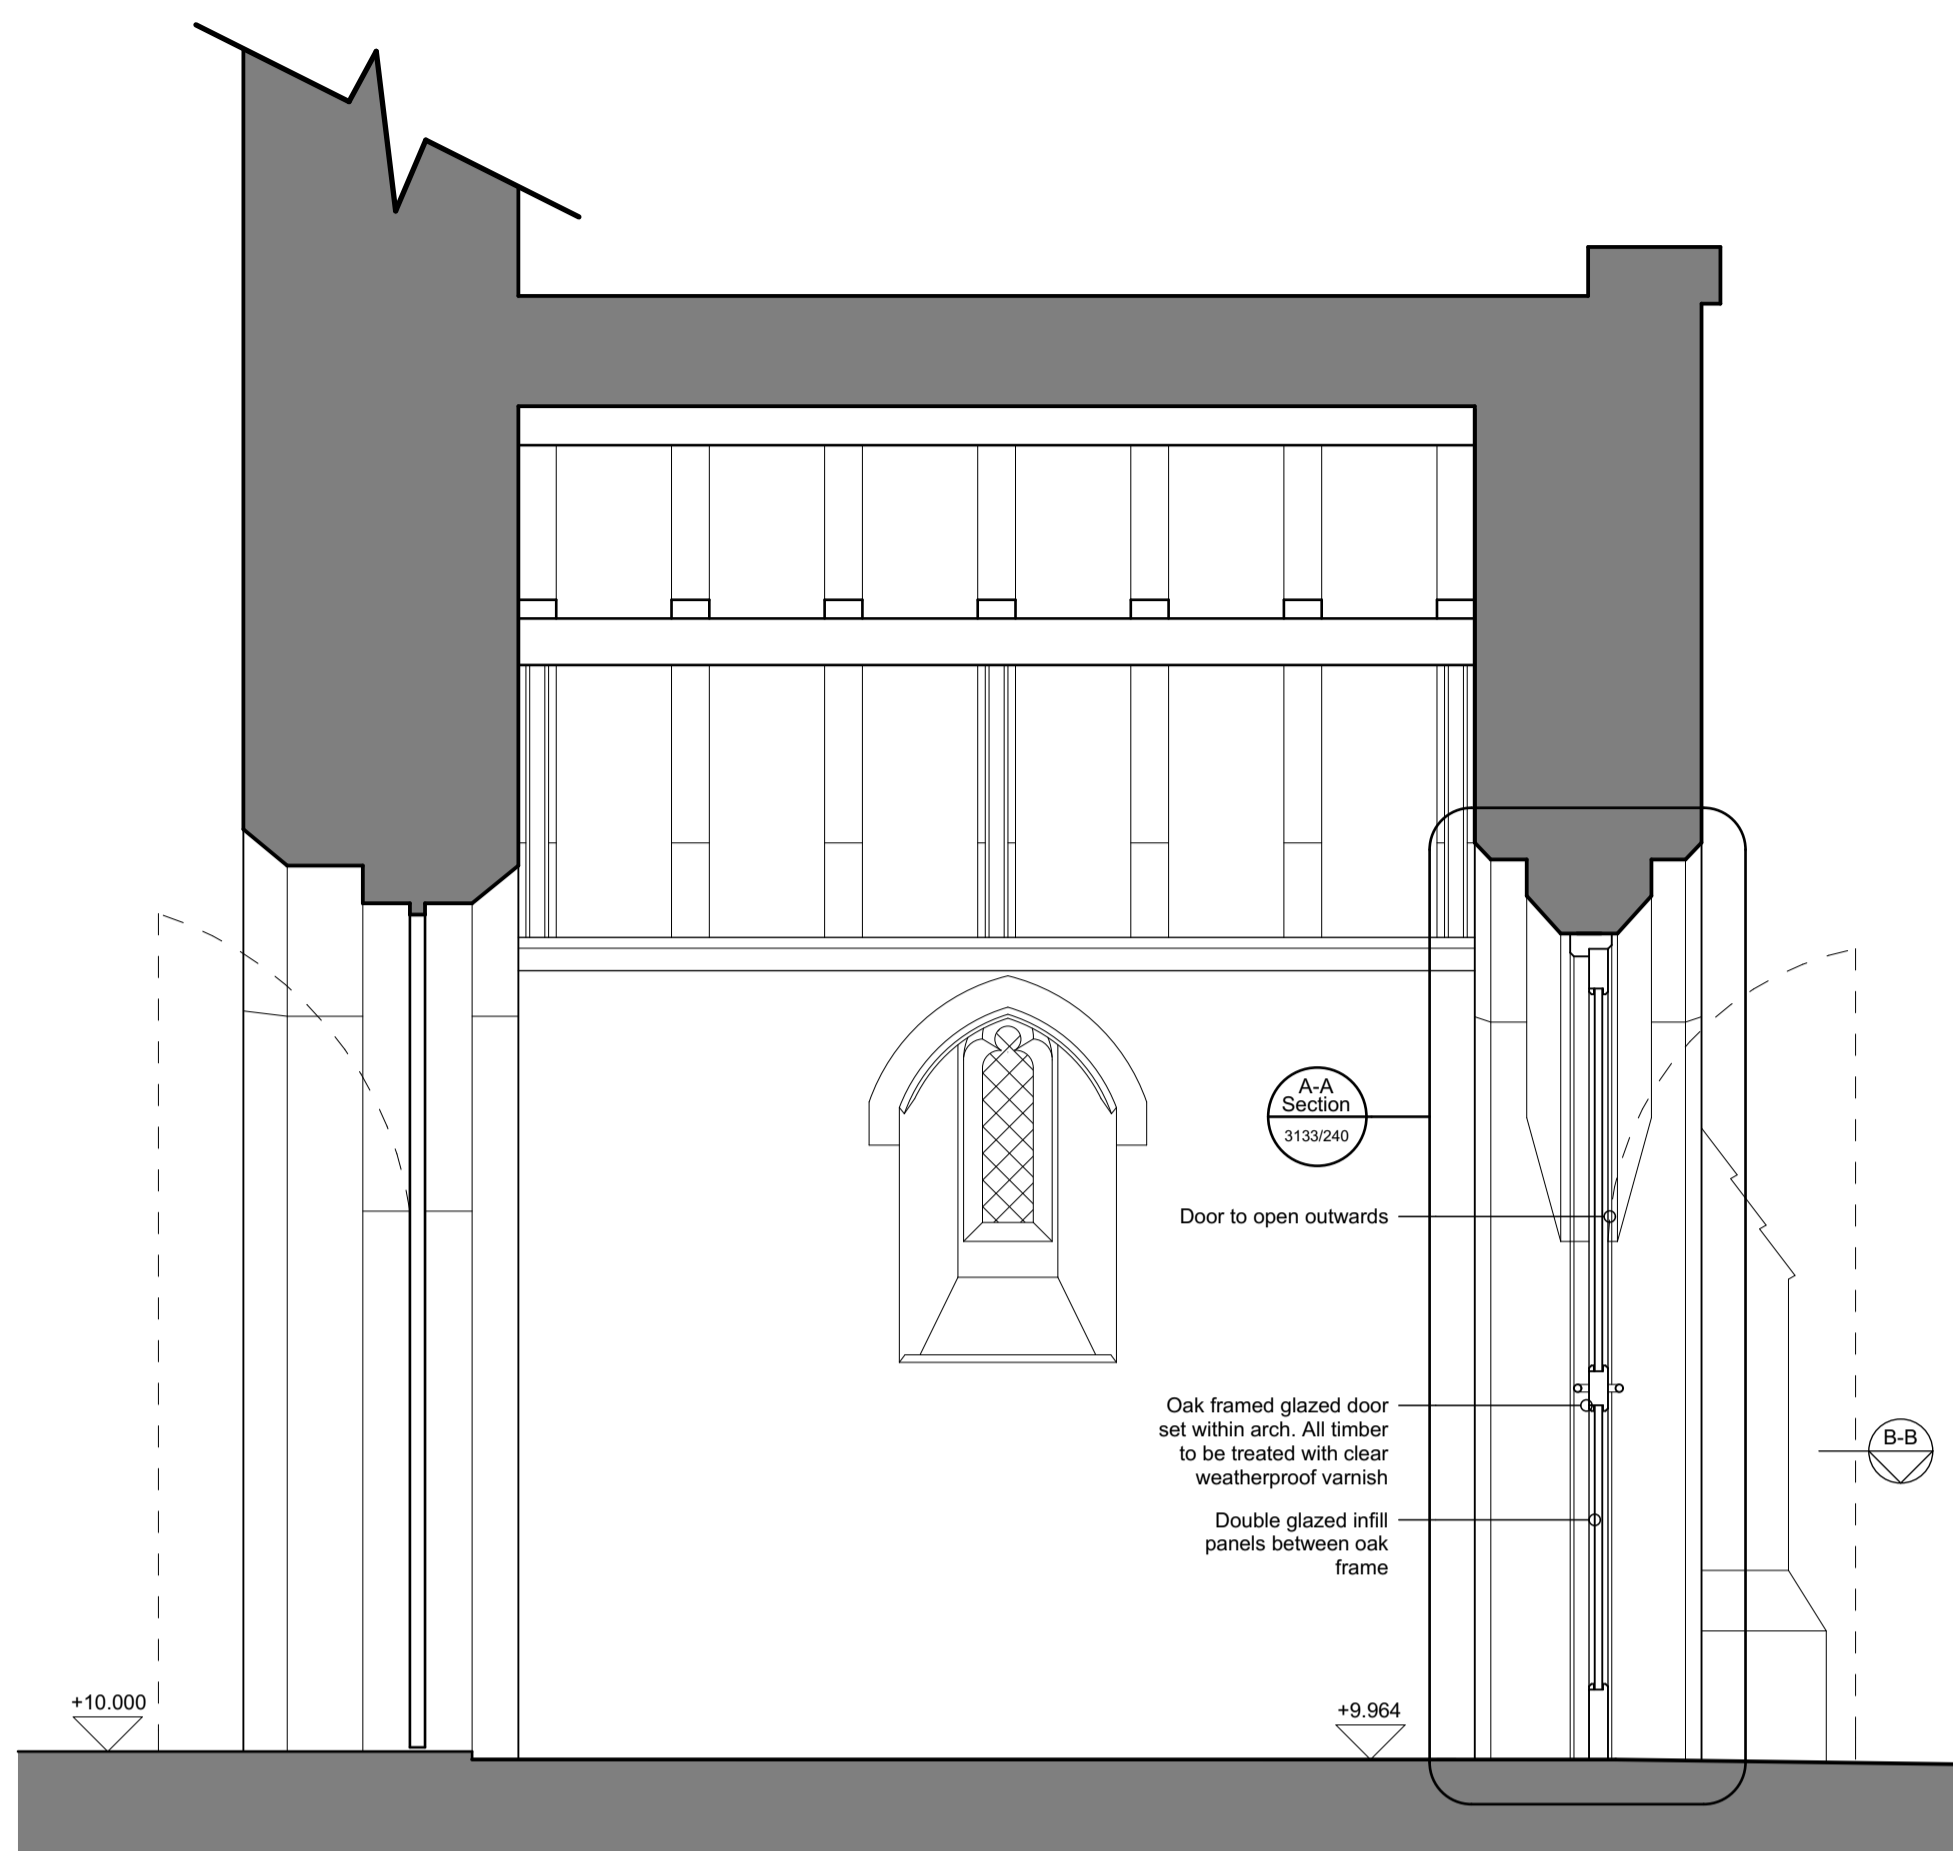 A-A
Section
3133/240
Door to open outwards
Oak framed glazed door
set within arch. All timber
to be treated with clear
weatherproof varnish
B-B
Double glazed infill
panels between oak
frame
+10.000
+9.964